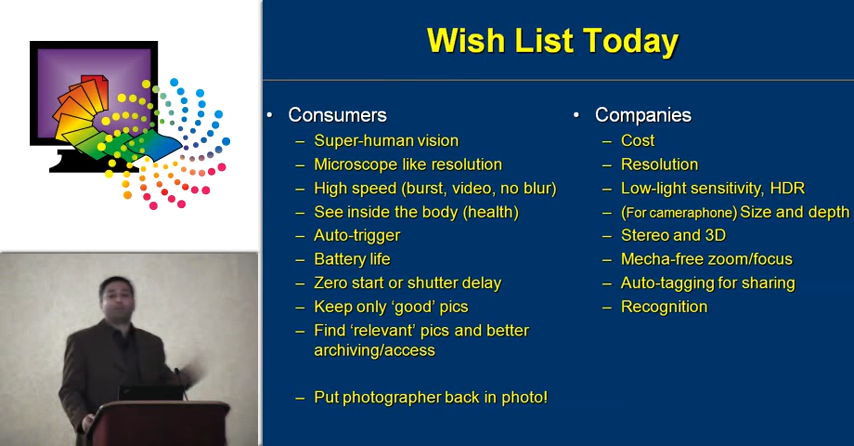 Wish List Today
• Consumers
– Super-human vision
– Microscope like resolution
– High speed (burst, video, no blur)
– See inside the body (health)
– Auto-trigger
– Battery life
– Zero start or shutter delay
– Keep only ‘good’ pics
– Find ‘relevant’ pics and better
archiving/access
– Put photographer back in photo!
• Companies
– Cost
– Resolution
– Low-light sensitivity, HDR
– (For cameraphone) Size and depth
– Stereo and 3D
– Mecha-free zoom/focus
– Auto-tagging for sharing
– Recognition